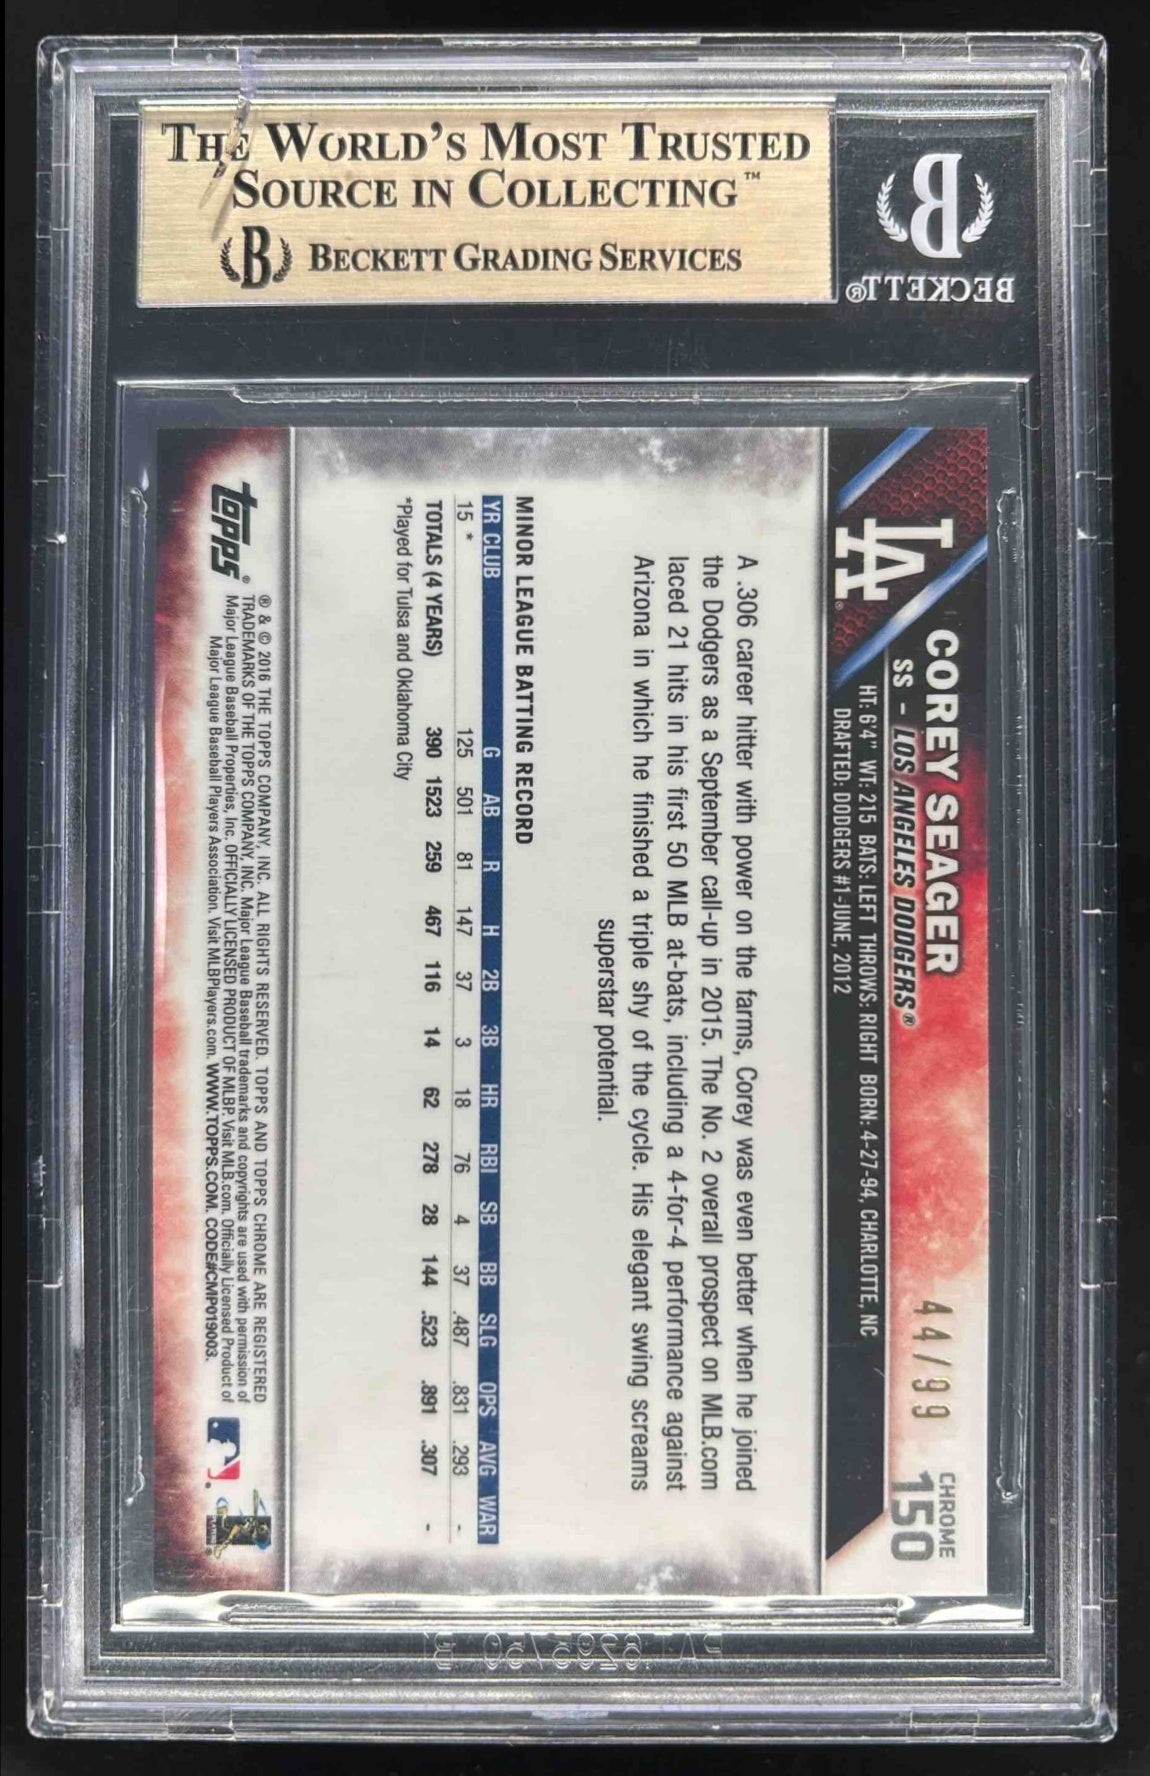 THE WORLD'S MOST TRUSTED
SOURCE IN COLLECTING™
B BECKETT GRADING SERVICES
B
BECKETT®
LA®
COREY SEAGER
SS - LOS ANGELES DODGERS®
HT: 6'4" WT: 215 BATS: LEFT THROWS: RIGHT BORN: 4-27-94, CHARLOTTE, NC
DRAFTED: DODGERS #1-JUNE, 2012
44/99
CHROME
150
A .306 career hitter with power on the farms, Corey was even better when he joined
the Dodgers as a September call-up in 2015. The No. 2 overall prospect on MLB.com
laced 21 hits in his first 50 MLB at-bats, including a 4-for-4 performance against
Arizona in which he finished a triple shy of the cycle. His elegant swing screams
superstar potential.
MINOR LEAGUE BATTING RECORD
YR CLUB G AB R H 2B 3B HR RBI SB BB SLG OPS AVG WAR
15 * 125 501 81 147 37 3 18 76 4 37 .487 .831 .293 -
TOTALS (4 YEARS) 390 1523 259 467 116 14 62 278 28 144 .523 .891 .307 -
*Played for Tulsa and Oklahoma City
topps®
® & © 2016 THE TOPPS COMPANY, INC. ALL RIGHTS RESERVED. TOPPS AND TOPPS CHROME ARE REGISTERED
TRADEMARKS OF THE TOPPS COMPANY, INC. Major League Baseball trademarks and copyrights are used with permission of
Major League Baseball Properties, Inc. OFFICIALLY LICENSED PRODUCT OF MLBP. Visit MLB.com. Officially Licensed Product of
Major League Baseball Players Association. Visit MLBPlayers.com. WWW.TOPPS.COM. CODE#CMP019003.